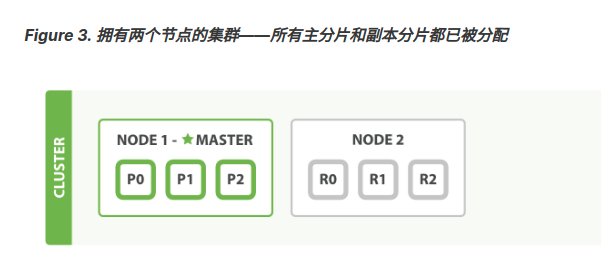 Figure 3. 拥有两个节点的集群——所有主分片和副本分片都已被分配
CLUSTER
NODE 1 - ★ MASTER
P0 P1 P2
NODE 2
R0 R1 R2